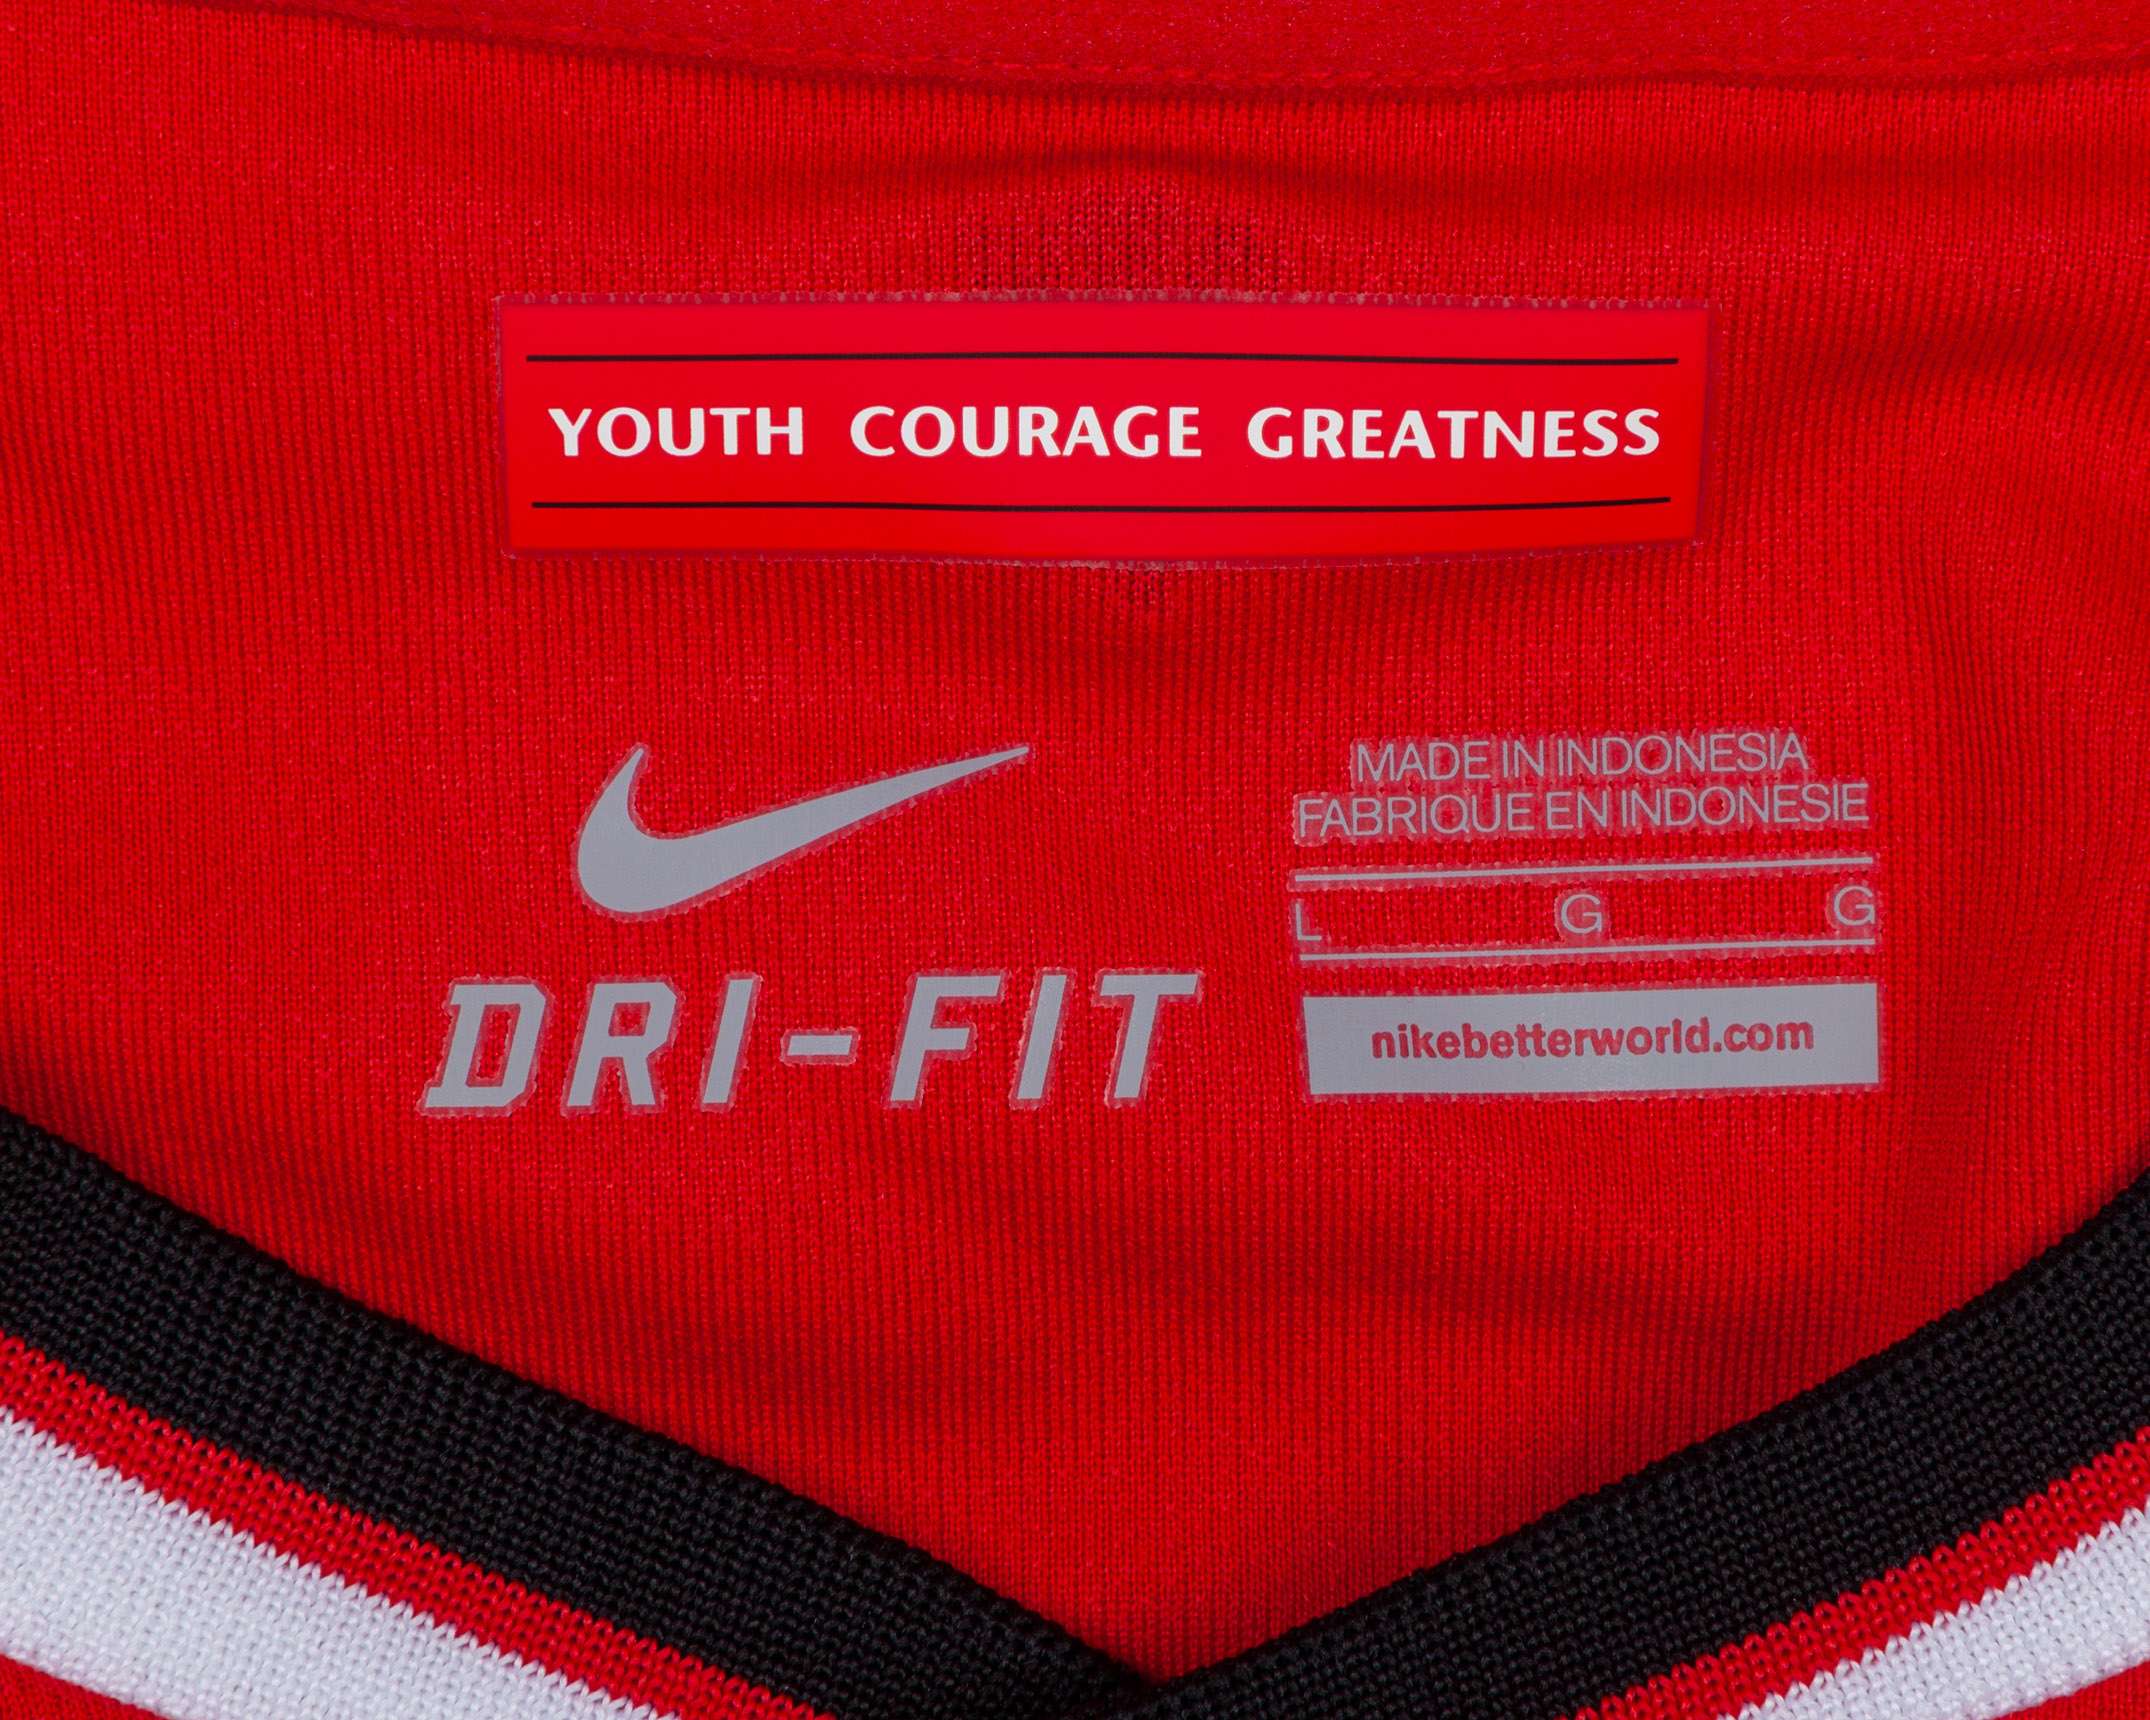 YOUTH COURAGE GREATNESS
DRI-FIT
MADE IN INDONESIA
FABRIQUE EN INDONESIE
L G G
nikebetterworld.com